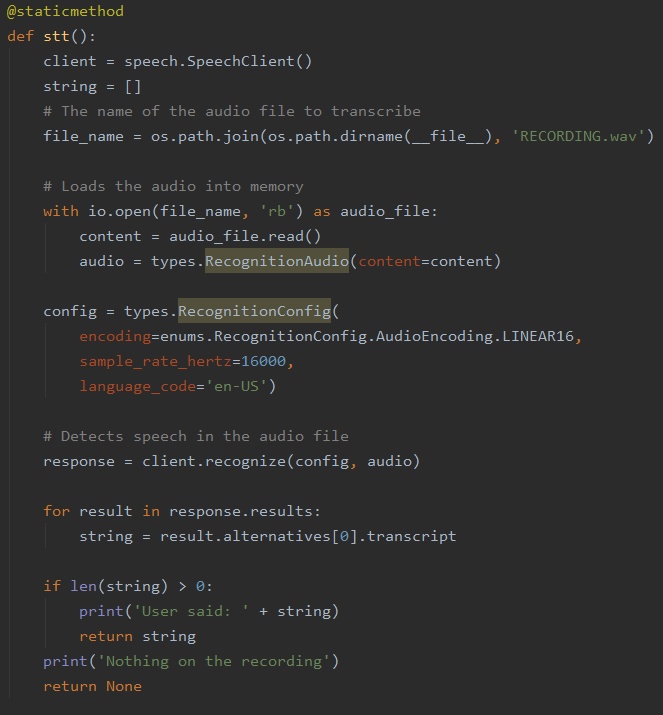 @staticmethod
def stt():
    client = speech.SpeechClient()
    string = []
    # The name of the audio file to transcribe
    file_name = os.path.join(os.path.dirname(__file__), 'RECORDING.wav')

    # Loads the audio into memory
    with io.open(file_name, 'rb') as audio_file:
        content = audio_file.read()
        audio = types.RecognitionAudio(content=content)

    config = types.RecognitionConfig(
        encoding=enums.RecognitionConfig.AudioEncoding.LINEAR16,
        sample_rate_hertz=16000,
        language_code='en-US')

    # Detects speech in the audio file
    response = client.recognize(config, audio)

    for result in response.results:
        string = result.alternatives[0].transcript

    if len(string) > 0:
        print('User said: ' + string)
        return string
    print('Nothing on the recording')
    return None